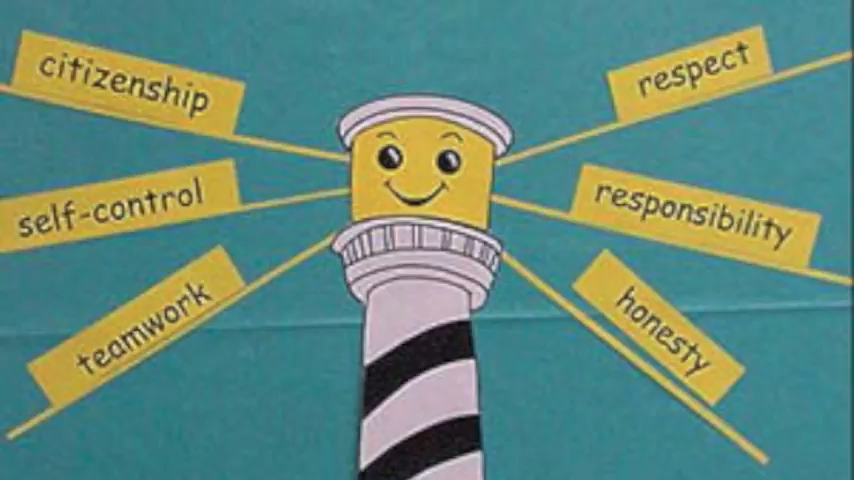 citizenship
self-control
teamwork
respect
responsibility
honesty